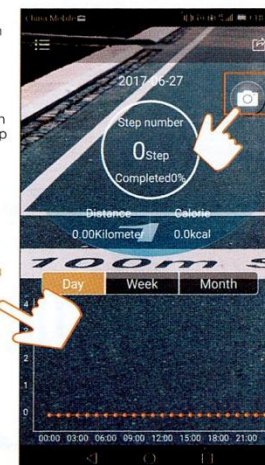 China Mobile
2017-06-27
Step number
0Step
Completed0%
Distance
Calorie
0.00Kilometer
0.0kcal
100m S
Day
Week
Month
4
3
2
1
0
00:00 03:00 06:00 09:00 12:00 15:00 18:00 21:00